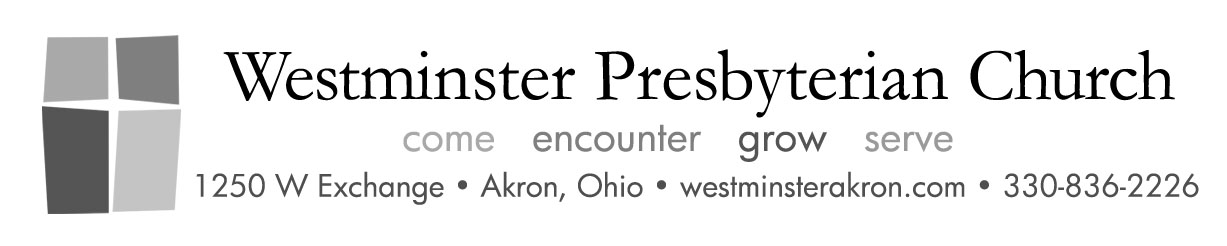 Westminster Presbyterian Church
come encounter grow serve
1250 W Exchange • Akron, Ohio • westminsterakron.com • 330-836-2226